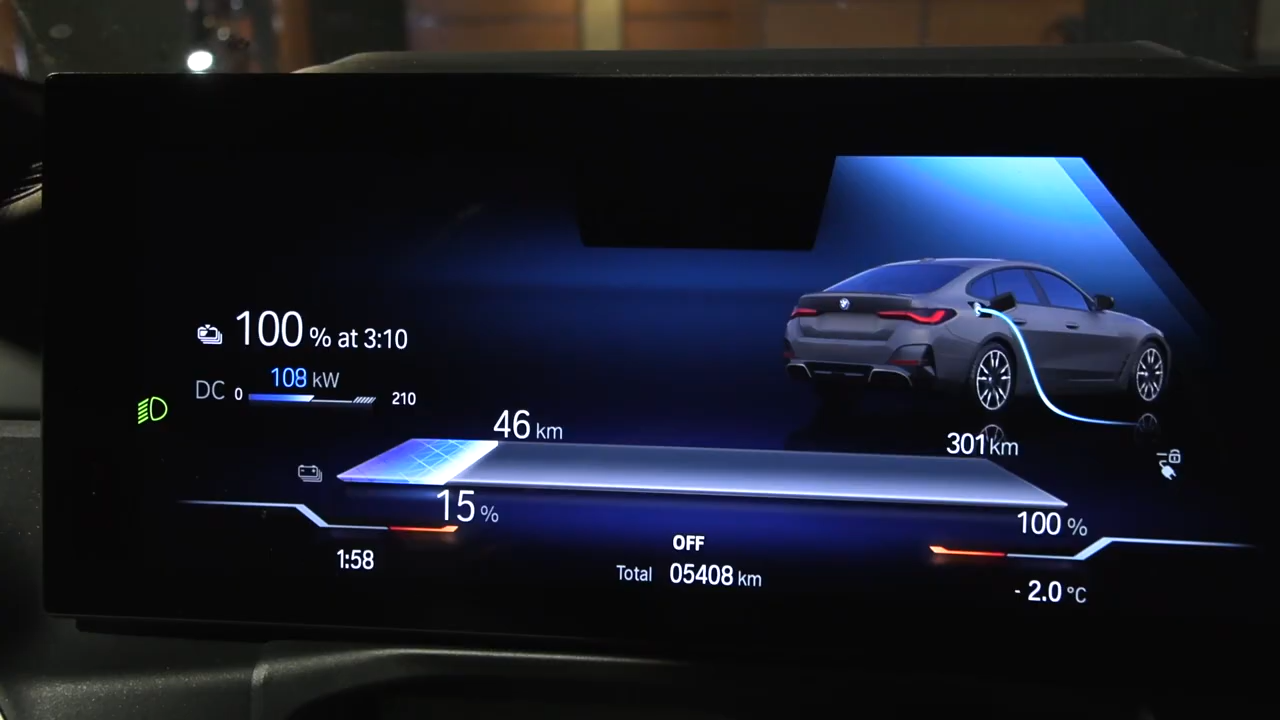 100 % at 3:10
DC 0 108 kW 210
46 km
301 km
15 %
100 %
OFF
1:58
Total 05408 km
- 2.0 °C